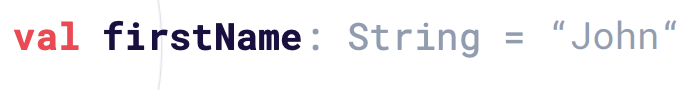 val firstName: String = “John“